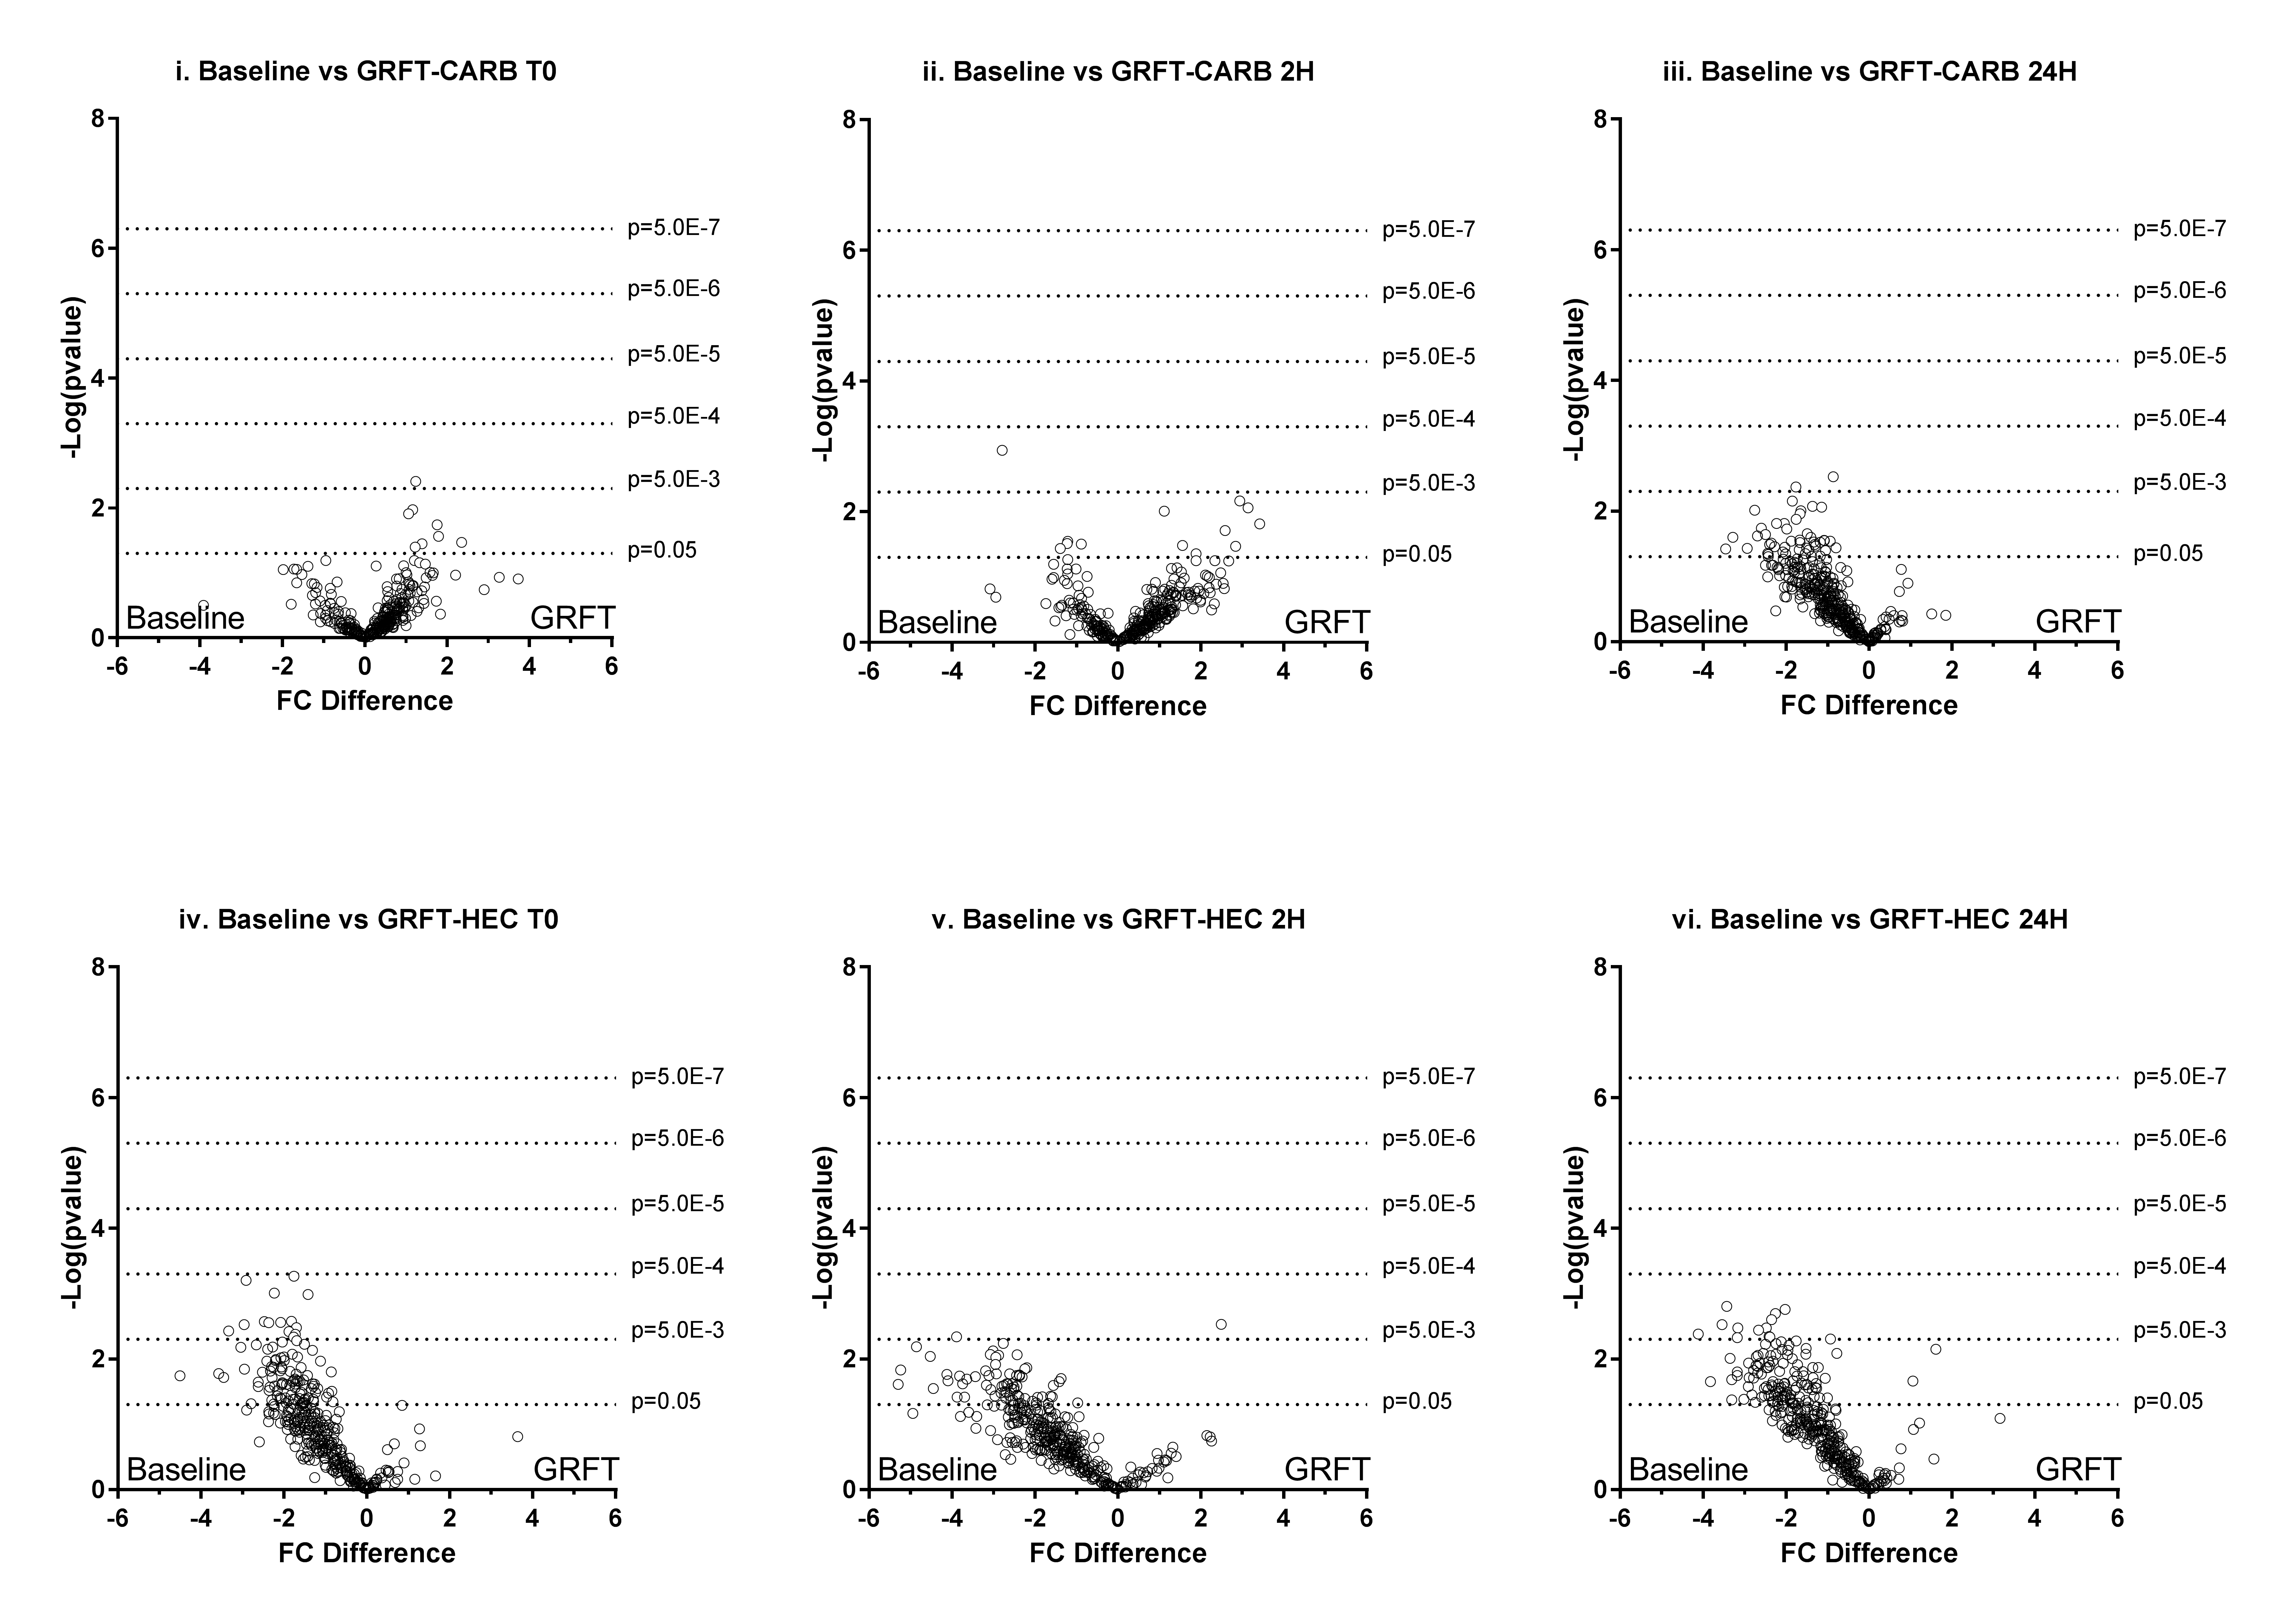 i. Baseline vs GRFT-CARB T0
8
6
4
2
0
-Log(pvalue)
p=5.0E-7
p=5.0E-6
p=5.0E-5
p=5.0E-4
p=5.0E-3
p=0.05
Baseline
GRFT
-6 -4 -2 0 2 4 6
FC Difference
ii. Baseline vs GRFT-CARB 2H
8
6
4
2
0
-Log(pvalue)
p=5.0E-7
p=5.0E-6
p=5.0E-5
p=5.0E-4
p=5.0E-3
p=0.05
Baseline
GRFT
-6 -4 -2 0 2 4 6
FC Difference
iii. Baseline vs GRFT-CARB 24H
8
6
4
2
0
-Log(pvalue)
p=5.0E-7
p=5.0E-6
p=5.0E-5
p=5.0E-4
p=5.0E-3
p=0.05
Baseline
GRFT
-6 -4 -2 0 2 4 6
FC Difference
iv. Baseline vs GRFT-HEC T0
8
6
4
2
0
-Log(pvalue)
p=5.0E-7
p=5.0E-6
p=5.0E-5
p=5.0E-4
p=5.0E-3
p=0.05
Baseline
GRFT
-6 -4 -2 0 2 4 6
FC Difference
v. Baseline vs GRFT-HEC 2H
8
6
4
2
0
-Log(pvalue)
p=5.0E-7
p=5.0E-6
p=5.0E-5
p=5.0E-4
p=5.0E-3
p=0.05
Baseline
GRFT
-6 -4 -2 0 2 4 6
FC Difference
vi. Baseline vs GRFT-HEC 24H
8
6
4
2
0
-Log(pvalue)
p=5.0E-7
p=5.0E-6
p=5.0E-5
p=5.0E-4
p=5.0E-3
p=0.05
Baseline
GRFT
-6 -4 -2 0 2 4 6
FC Difference